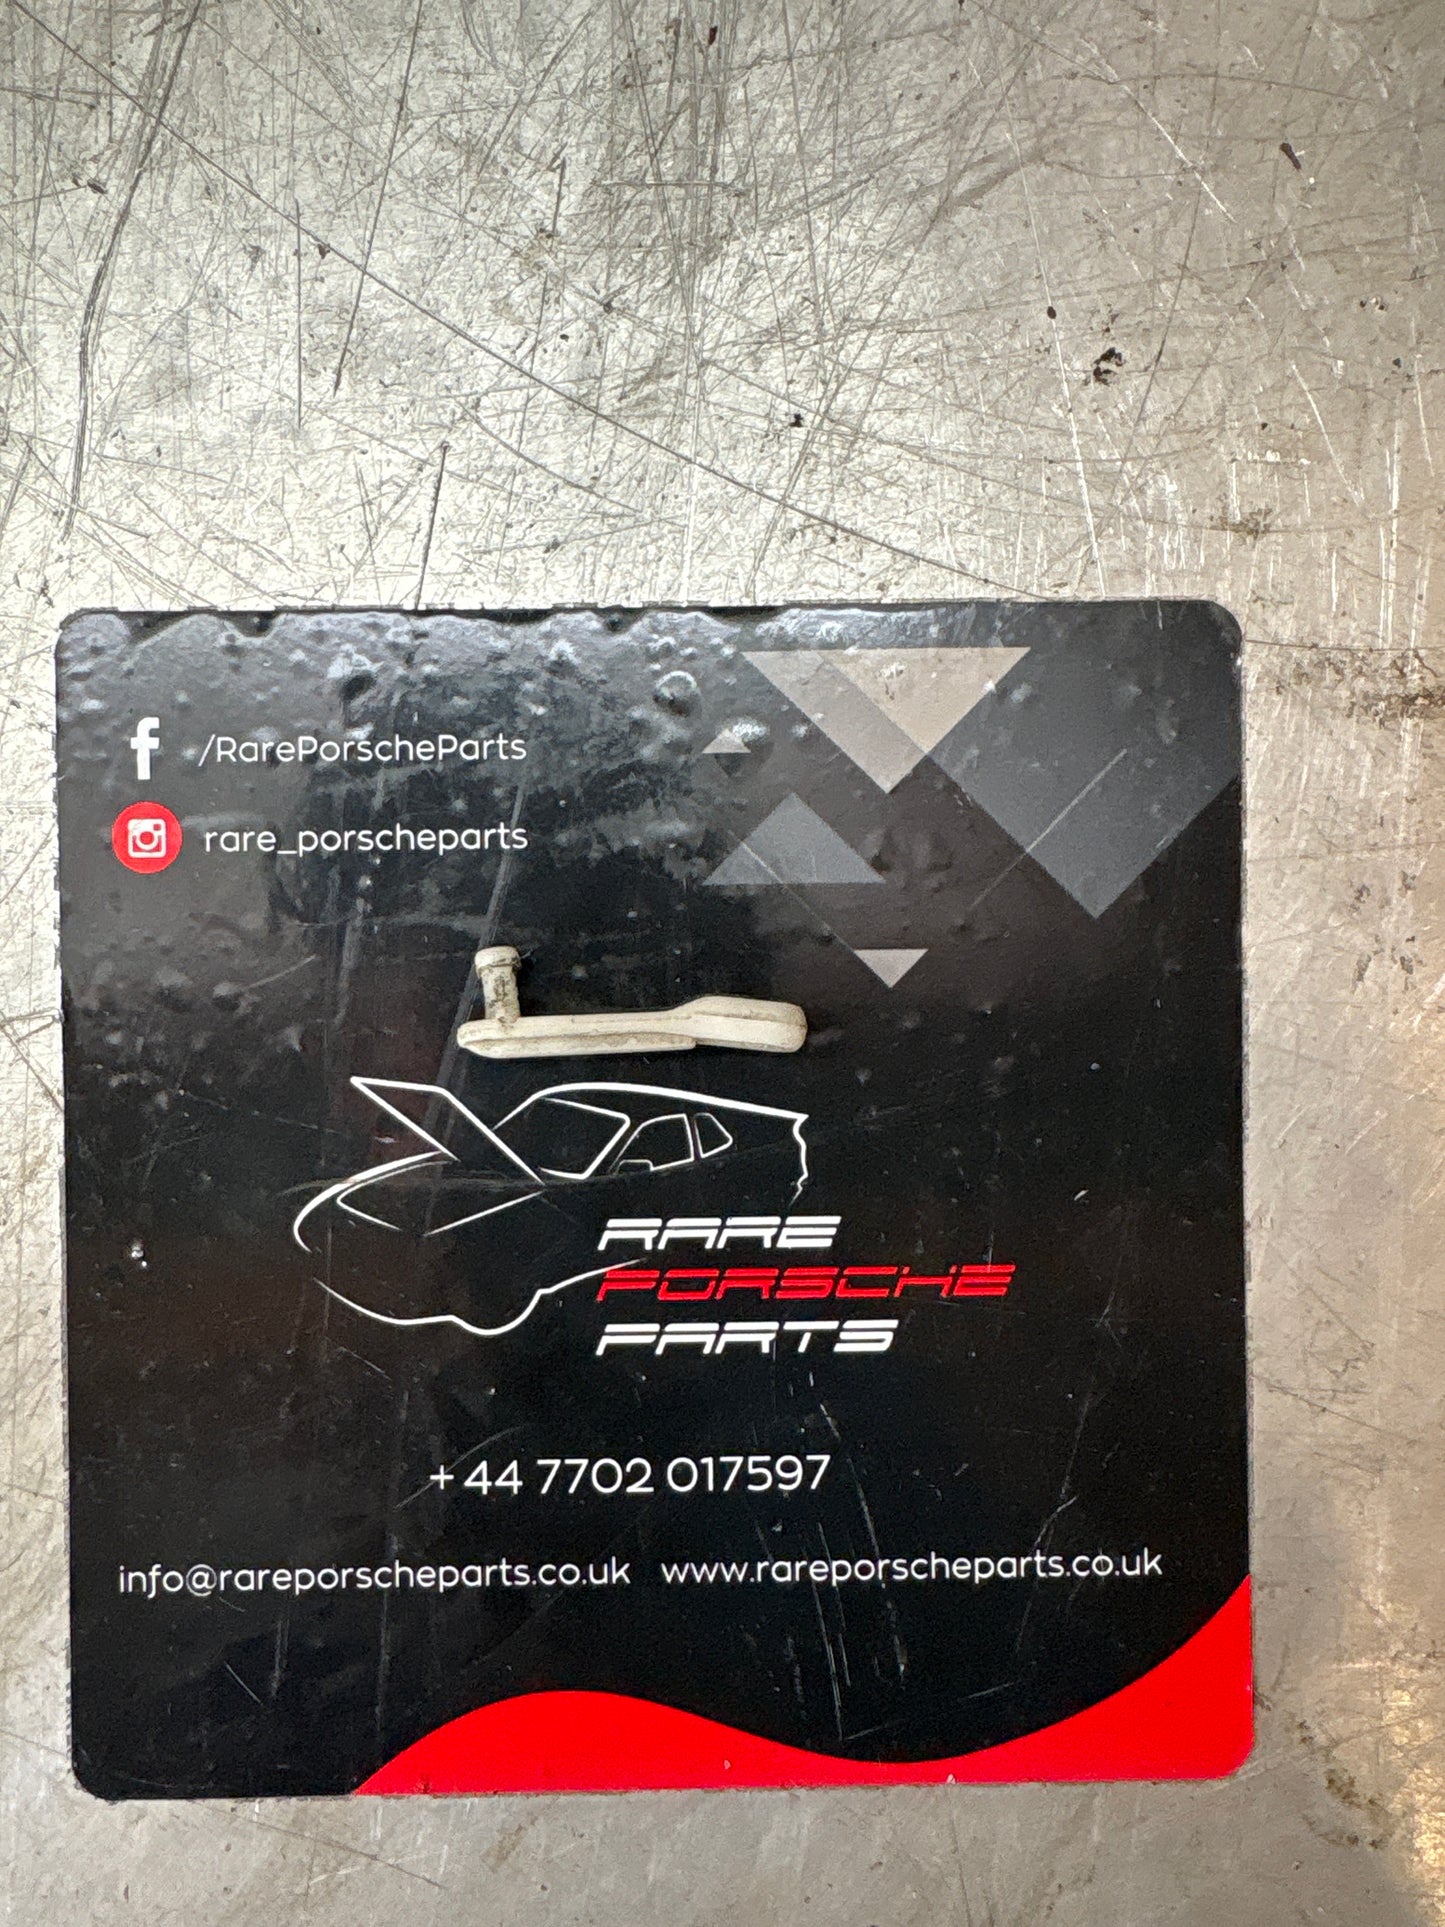 /RarePorscheParts
rare_porscheparts
RARE
PORSCHE
PARTS
+44 7702 017597
info@rareporscheparts.co.uk www.rareporscheparts.co.uk